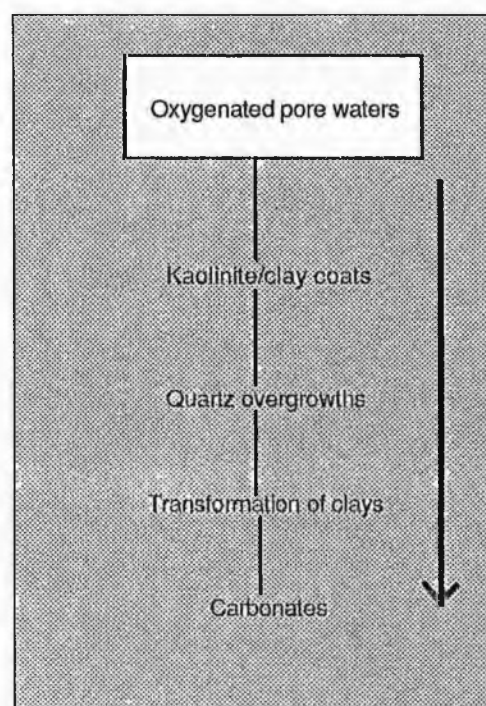 Oxygenated pore waters
Kaolinite/clay coats
Quartz overgrowths
Transformation of clays
Carbonates